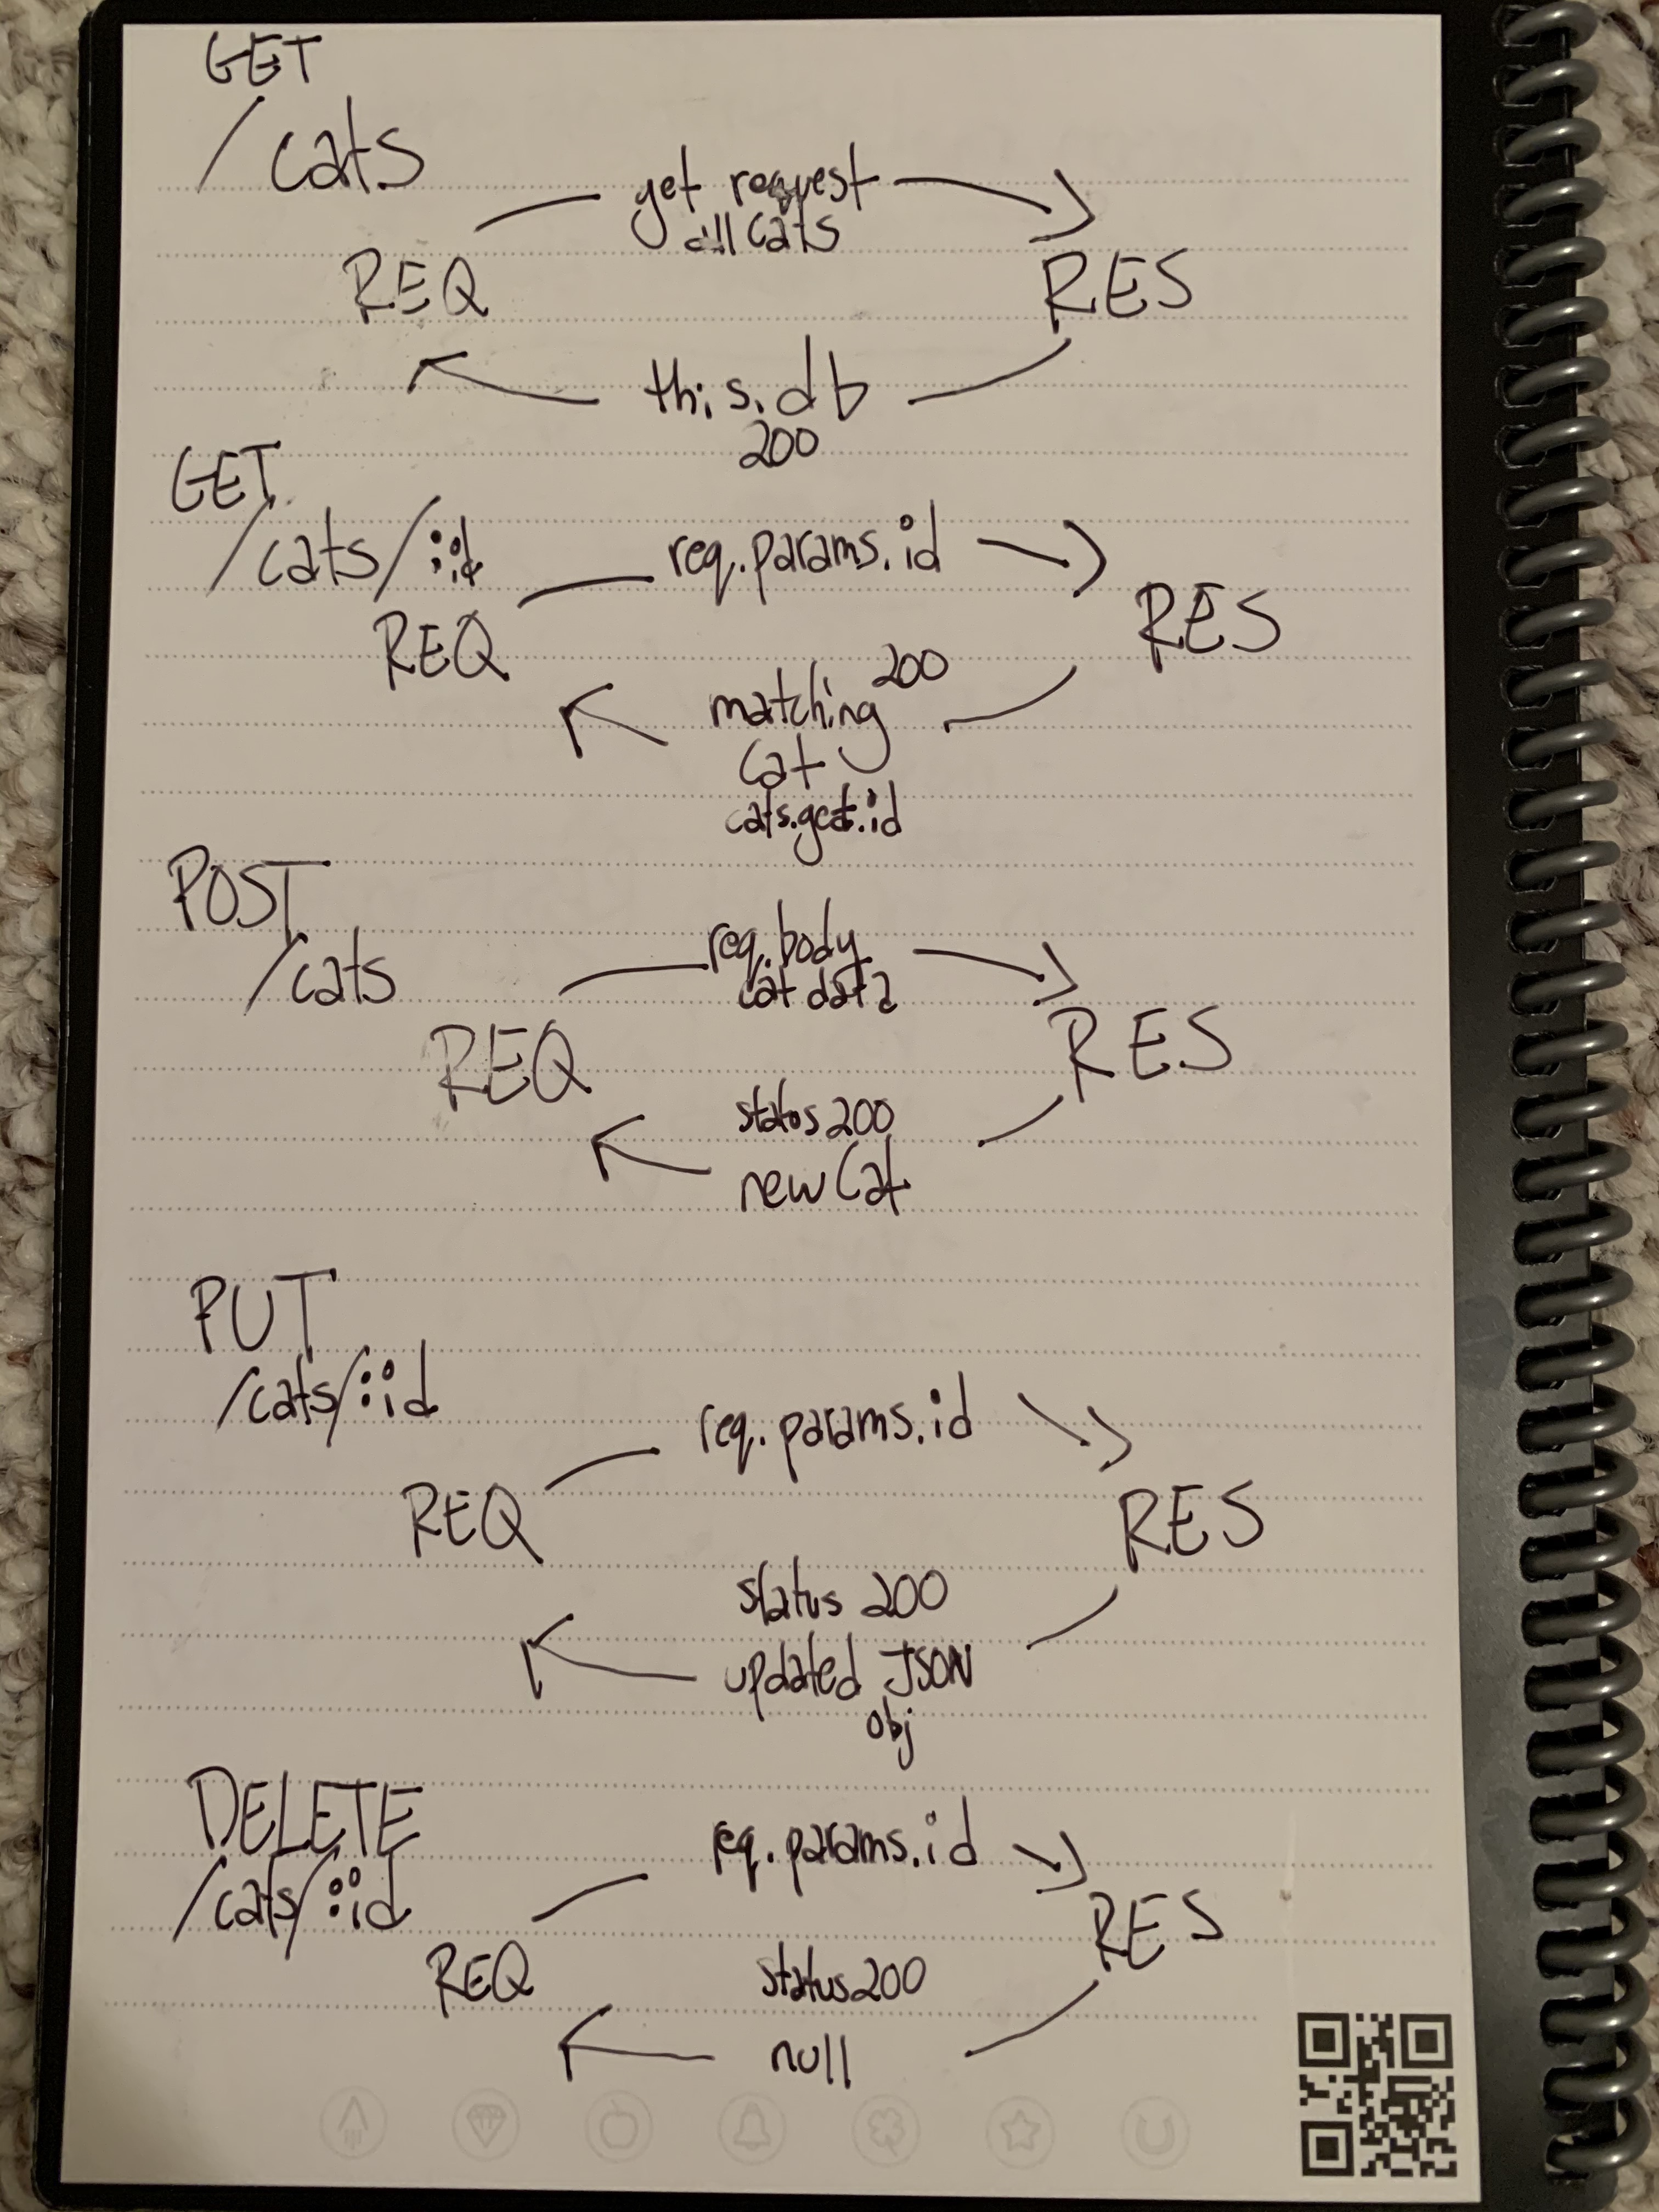 GET
/cats
get request
all cats
REQ
RES
this.db
200
GET
/cats/:id
req.params.id
REQ
RES
200
matching
Cat
cats.get.id
POST
/cats
req.body
cat data
REQ
RES
status 200
new Cat
PUT
/cats/:id
req.params.id
REQ
RES
status 200
updated JSON
obj
DELETE
/cats/:id
req.params.id
REQ
RES
status 200
null